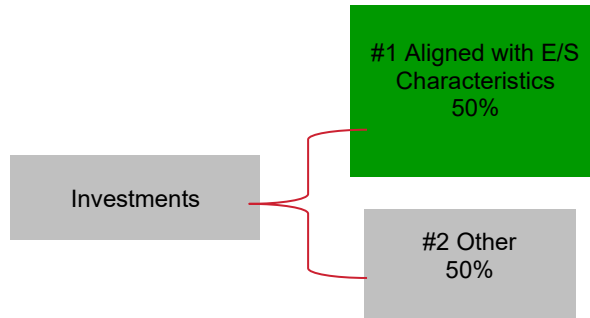 #1 Aligned with E/S
Characteristics
50%
Investments
#2 Other
50%